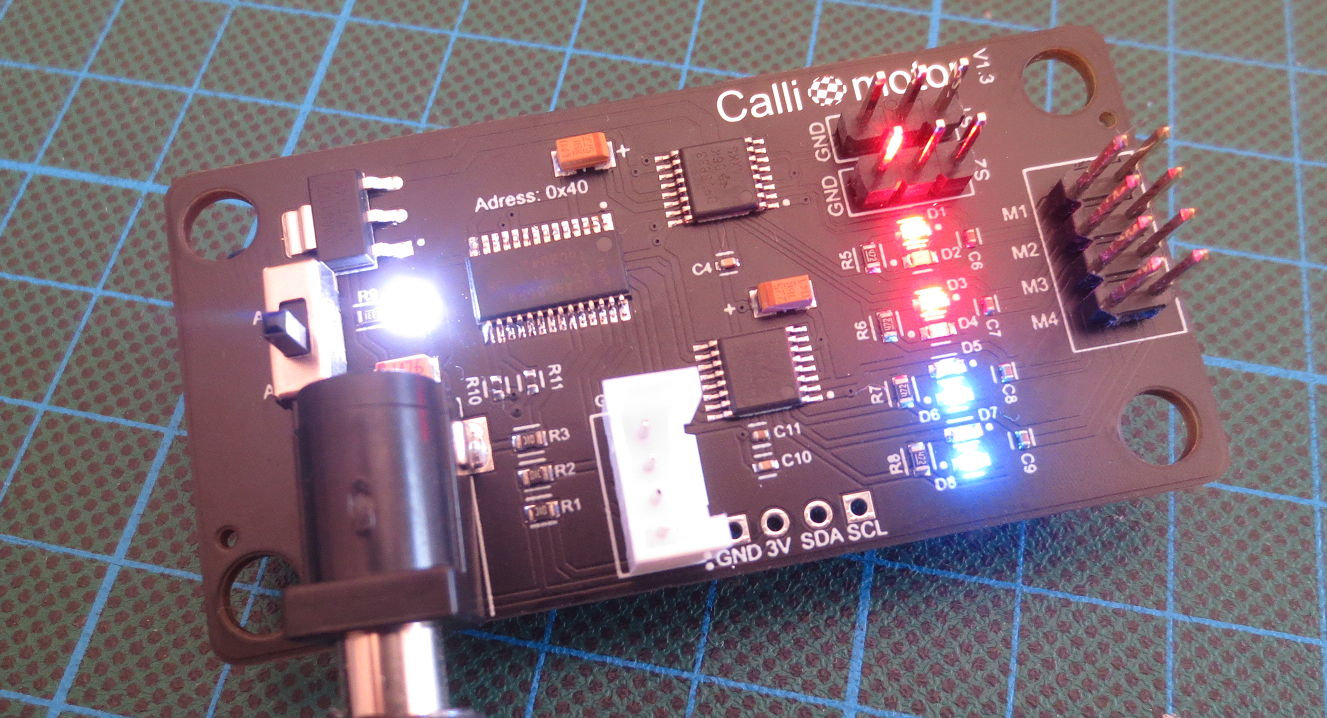 Calli motor
V1.3
GND
GND
S2
Adress: 0x40
+
C4
+
D1
D2
R5
C6
D3
D4
R6
C7
D5
D6
R7
C8
D7
D8
R8
C9
M1
M2
M3
M4
R9
R10
R11
R3
R2
R1
C11
C10
GND 3V SDA SCL